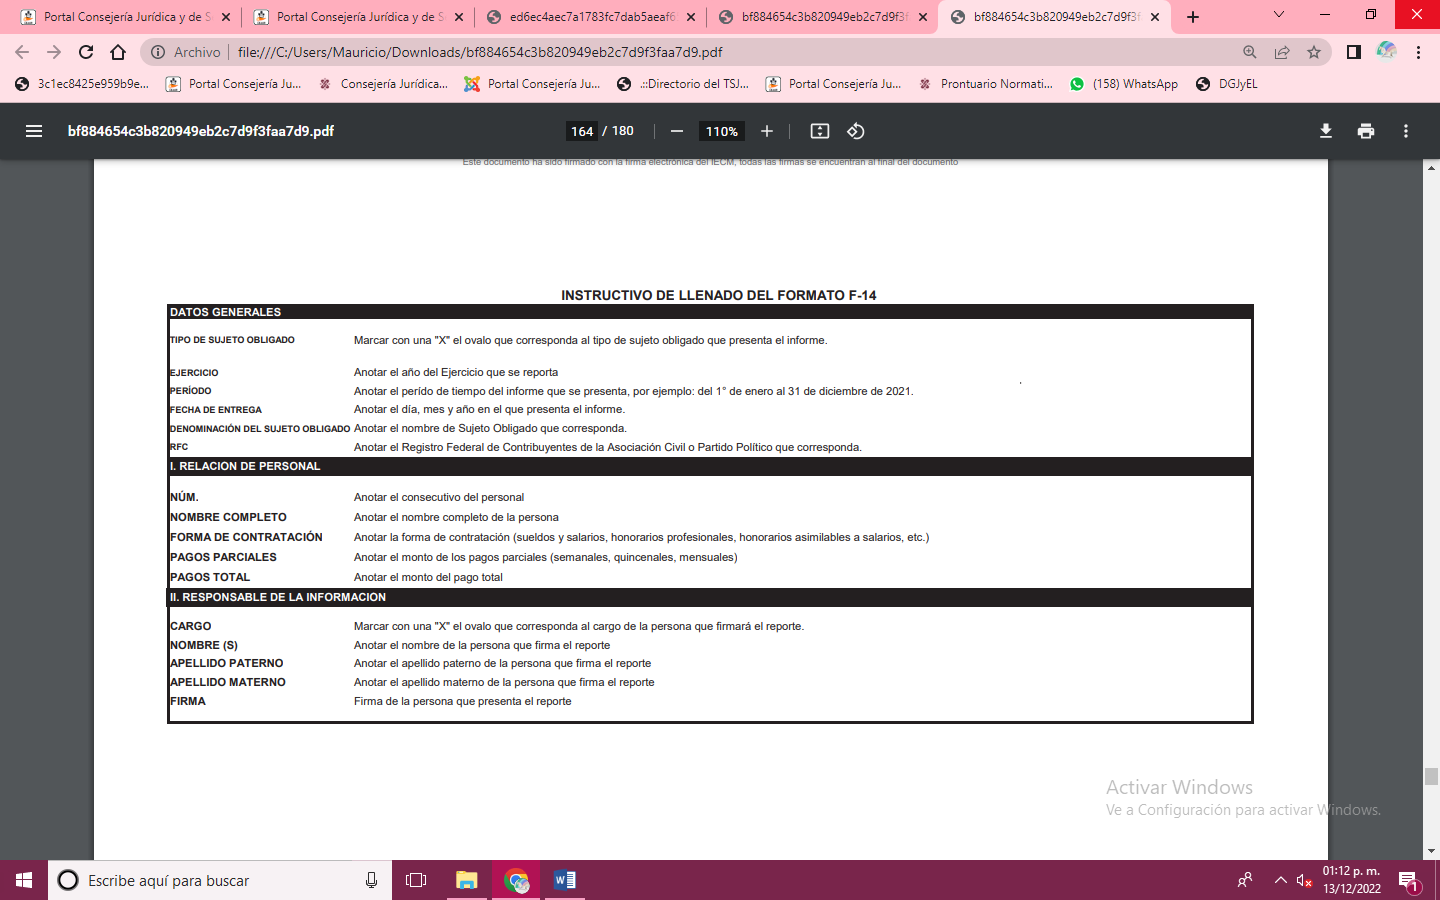 Portal Consejería Jurídica y de S
Portal Consejería Jurídica y de S
ed6ec4aec7a1783fc7dab5aeaf6
bf884654c3b820949eb2c7d9f3f
bf884654c3b820949eb2c7d9f3f
Archivo file:///C:/Users/Mauricio/Downloads/bf884654c3b820949eb2c7d9f3faa7d9.pdf
3c1ec8425e959b9e... Portal Consejería Ju... Consejería Jurídica... Portal Consejería Ju... .::Directorio del TSJ... Portal Consejería Ju... Prontuario Normati... (158) WhatsApp DGJyEL
bf884654c3b820949eb2c7d9f3faa7d9.pdf 164 / 180 110%
Este documento ha sido firmado con la firma electrónica del IECM, todas las firmas se encuentran al final del documento
INSTRUCTIVO DE LLENADO DEL FORMATO F-14
DATOS GENERALES
TIPO DE SUJETO OBLIGADO Marcar con una "X" el ovalo que corresponda al tipo de sujeto obligado que presenta el informe.
EJERCICIO Anotar el año del Ejercicio que se reporta
PERÍODO Anotar el perído de tiempo del informe que se presenta, por ejemplo: del 1° de enero al 31 de diciembre de 2021.
FECHA DE ENTREGA Anotar el día, mes y año en el que presenta el informe.
DENOMINACIÓN DEL SUJETO OBLIGADO Anotar el nombre de Sujeto Obligado que corresponda.
RFC Anotar el Registro Federal de Contribuyentes de la Asociación Civil o Partido Político que corresponda.
I. RELACION DE PERSONAL
NÚM. Anotar el consecutivo del personal
NOMBRE COMPLETO Anotar el nombre completo de la persona
FORMA DE CONTRATACIÓN Anotar la forma de contratación (sueldos y salarios, honorarios profesionales, honorarios asimilables a salarios, etc.)
PAGOS PARCIALES Anotar el monto de los pagos parciales (semanales, quincenales, mensuales)
PAGOS TOTAL Anotar el monto del pago total
II. RESPONSABLE DE LA INFORMACION
CARGO Marcar con una "X" el ovalo que corresponda al cargo de la persona que firmará el reporte.
NOMBRE (S) Anotar el nombre de la persona que firma el reporte
APELLIDO PATERNO Anotar el apellido paterno de la persona que firma el reporte
APELLIDO MATERNO Anotar el apellido materno de la persona que firma el reporte
FIRMA Firma de la persona que presenta el reporte
Activar Windows
Ve a Configuración para activar Windows.
Escribe aquí para buscar
01:12 p. m.
13/12/2022
1